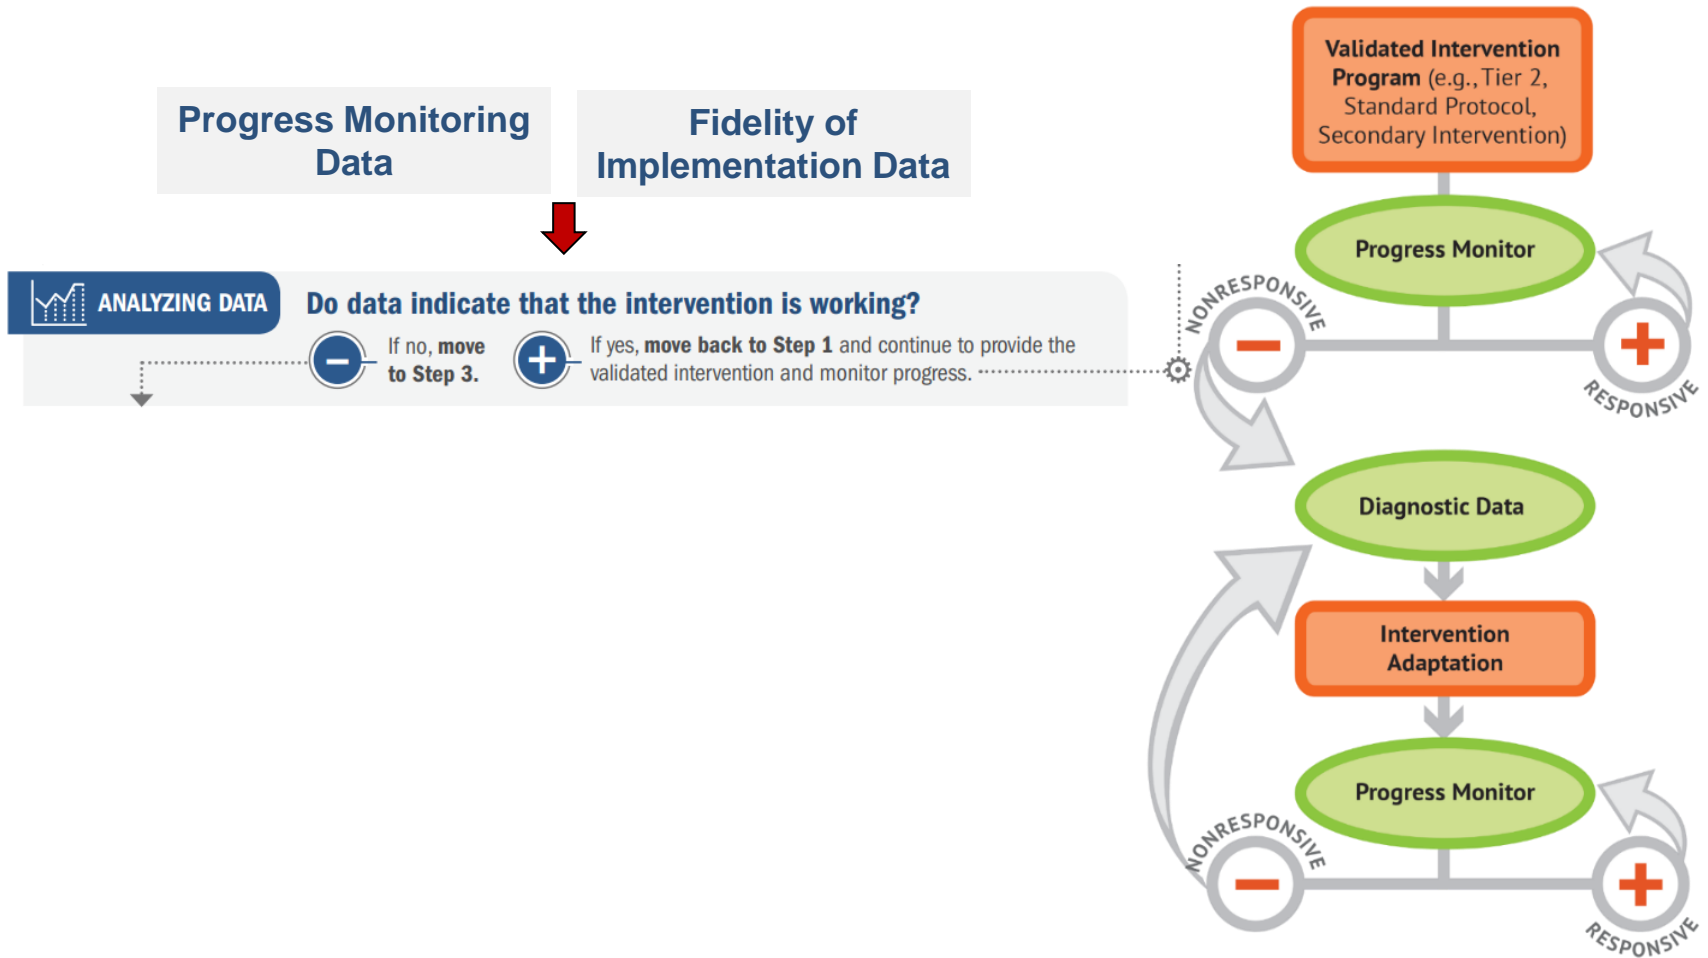 Progress Monitoring
Data
Fidelity of
Implementation Data
ANALYZING DATA
Do data indicate that the intervention is working?
If no, move
to Step 3.
If yes, move back to Step 1 and continue to provide the
validated intervention and monitor progress.
Validated Intervention
Program (e.g., Tier 2,
Standard Protocol,
Secondary Intervention)
Progress Monitor
NONRESPONSIVE
RESPONSIVE
Diagnostic Data
Intervention
Adaptation
Progress Monitor
NONRESPONSIVE
RESPONSIVE